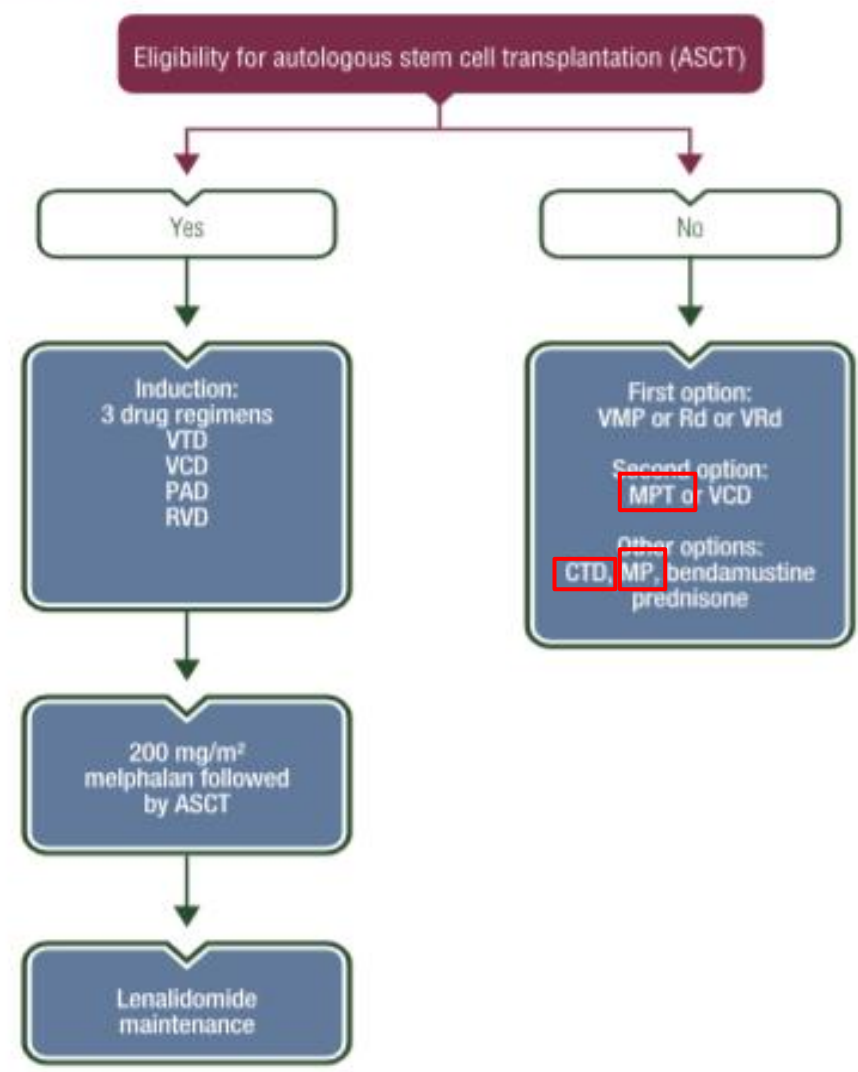 Eligibility for autologous stem cell transplantation (ASCT)
Yes
No
Induction:
3 drug regimens
VTD
VCD
PAD
RVD
First option:
VMP or Rd or VRd
Second option:
MPT or VCD
Other options:
CTD, MP, bendamustine
prednisone
200 mg/m²
melphalan followed
by ASCT
Lenalidomide
maintenance